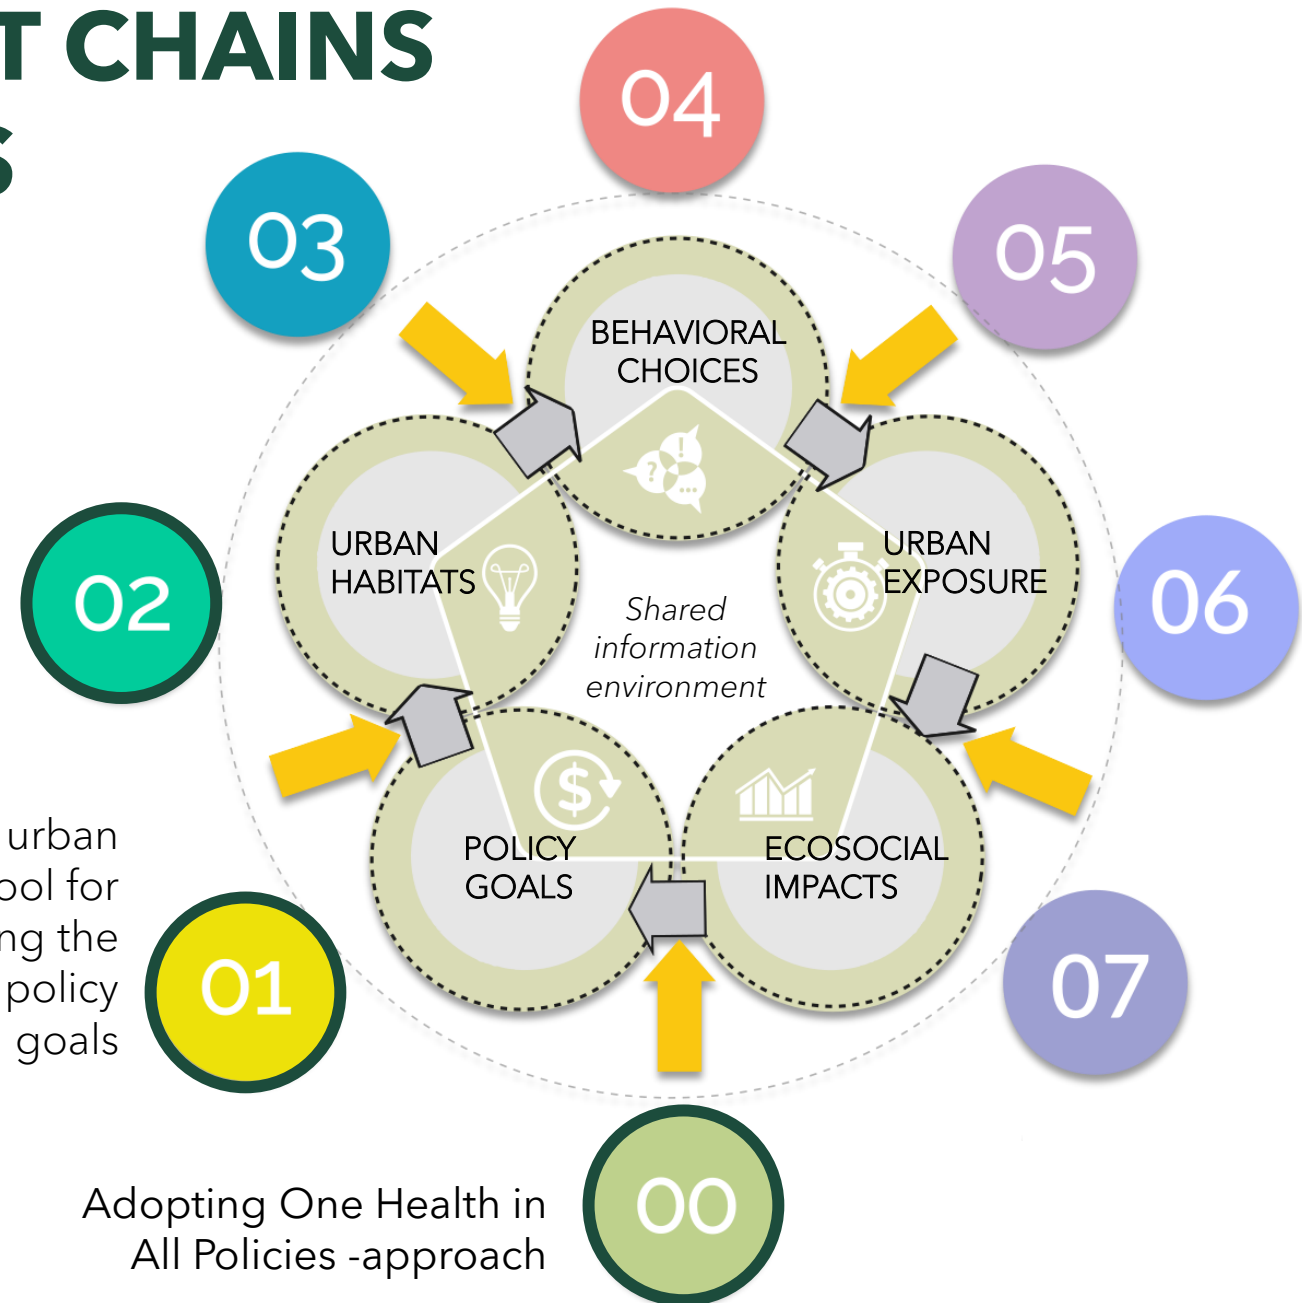 T CHAINS
S
04
03
05
BEHAVIORAL
CHOICES
!
?
...
URBAN
HABITATS
URBAN
EXPOSURE
02
06
Shared
information
environment
$
POLICY
GOALS
ECOSOCIAL
IMPACTS
urban
ool for
ng the
policy
goals
01
07
Adopting One Health in
All Policies -approach
00